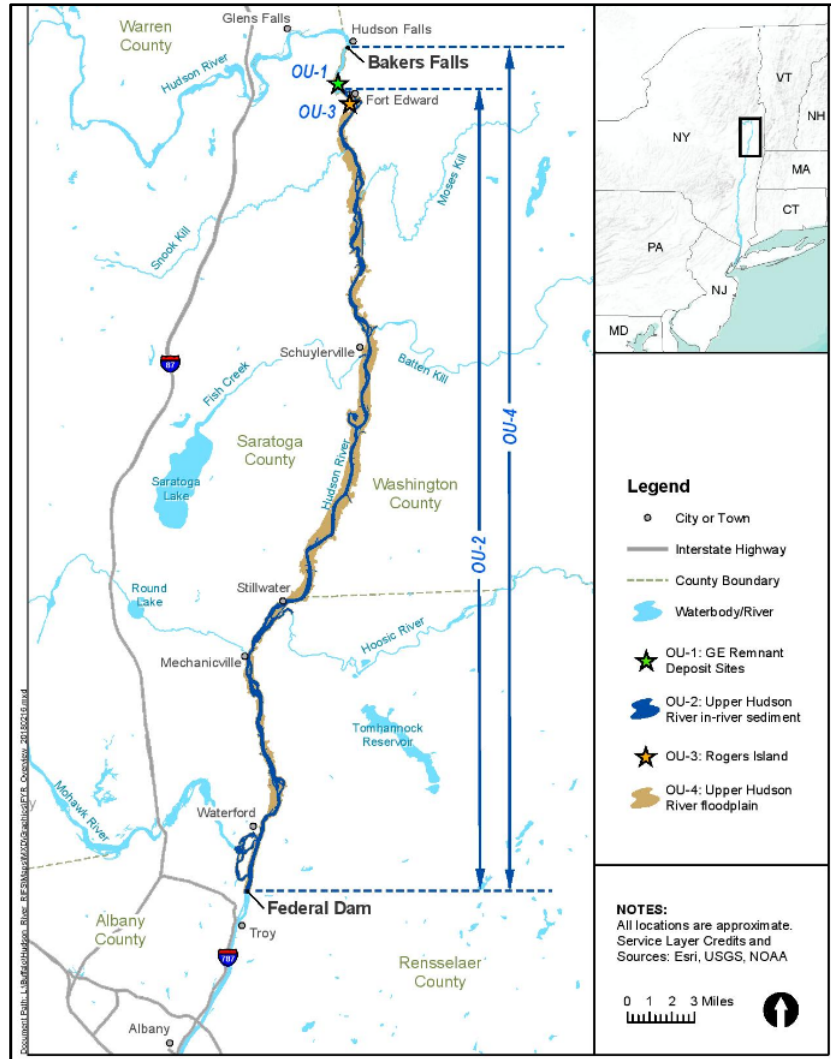 Warren
County
Glens Falls
Hudson Falls
Bakers Falls
Hudson River
OU-1
Fort Edward
OU-3
Moses Kill
Snook Kill
Schuylerville
Batten Kill
87
Fish Creek
Saratoga
County
Saratoga
Lake
Hudson River
Washington
County
OU-2
OU-4
Stillwater
Round
Lake
Hoosic River
Mechanicville
Tomhannock
Reservoir
Mohawk River
Waterford
Federal Dam
Albany
County
Troy
787
Rensselaer
County
Albany
VT
NH
NY
MA
CT
PA
NJ
MD
Legend
City or Town
Interstate Highway
County Boundary
Waterbody/River
OU-1: GE Remnant
Deposit Sites
OU-2: Upper Hudson
River in-river sediment
OU-3: Rogers Island
OU-4: Upper Hudson
River floodplain
NOTES:
All locations are approximate.
Service Layer Credits and
Sources: Esri, USGS, NOAA
0 1 2 3 Miles